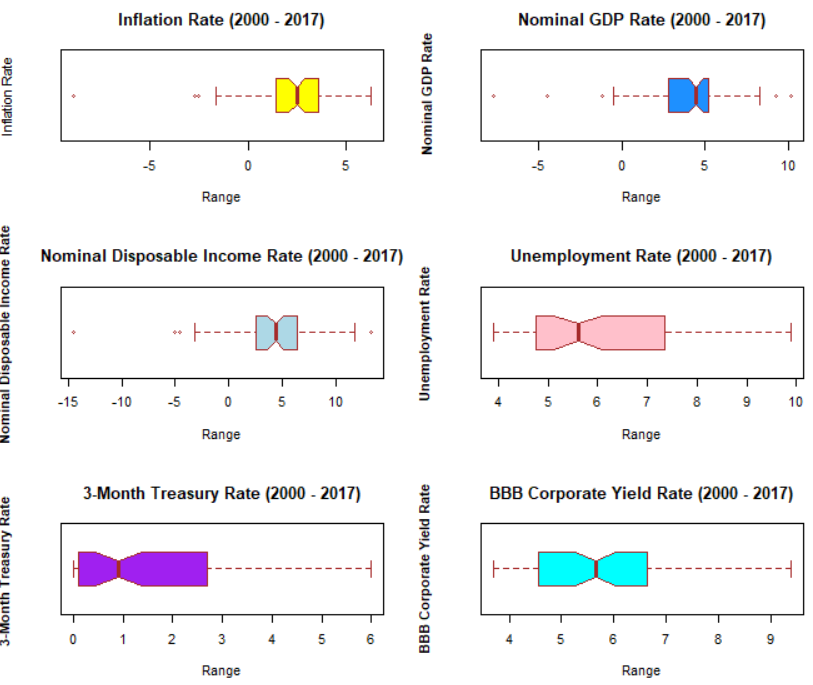 Inflation Rate (2000 - 2017)
Inflation Rate
-5 0 5
Range
Nominal GDP Rate (2000 - 2017)
Nominal GDP Rate
-5 0 5 10
Range
Nominal Disposable Income Rate (2000 - 2017)
Nominal Disposable Income Rate
-15 -10 -5 0 5 10
Range
Unemployment Rate (2000 - 2017)
Unemployment Rate
4 5 6 7 8 9 10
Range
3-Month Treasury Rate (2000 - 2017)
3-Month Treasury Rate
0 1 2 3 4 5 6
Range
BBB Corporate Yield Rate (2000 - 2017)
BBB Corporate Yield Rate
4 5 6 7 8 9
Range